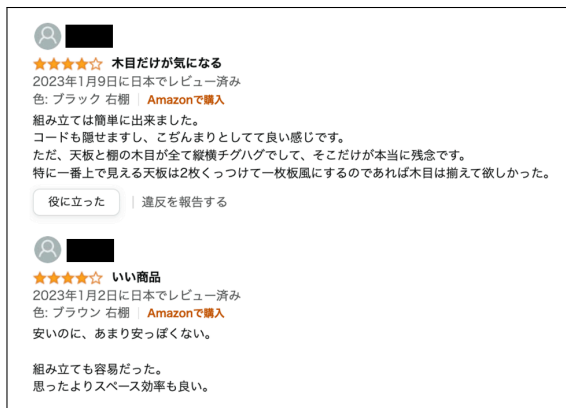 木目だけが気になる
2023年1月9日に日本でレビュー済み
色: ブラック 右棚 | Amazonで購入
組み立ては簡単に出来ました。
コードも隠せますし、こぢんまりとしてて良い感じです。
ただ、天板と棚の木目が全て縦横チグハグでして、そこだけが本当に残念です。
特に一番上で見える天板は2枚くっつけて一枚板風にするのであれば木目は揃えて欲しかった。
役に立った | 違反を報告する
いい商品
2023年1月2日に日本でレビュー済み
色: ブラウン 右棚 | Amazonで購入
安いのに、あまり安っぽくない。
組み立ても容易だった。
思ったよりスペース効率も良い。